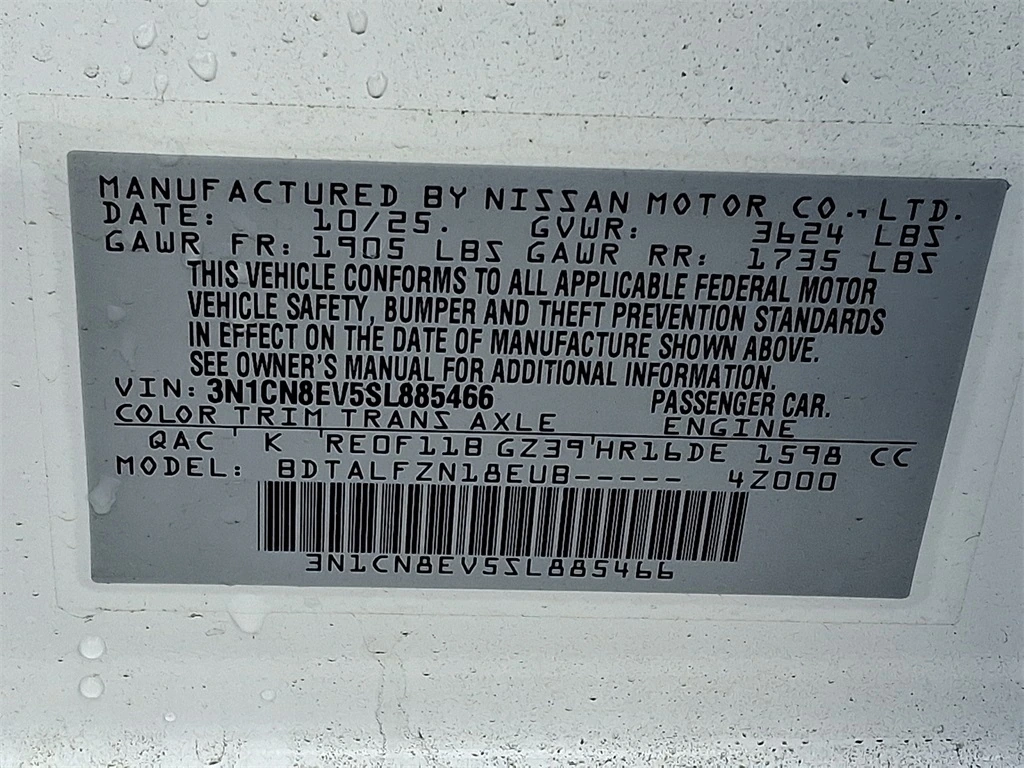 MANUFACTURED BY NISSAN MOTOR CO., LTD.
DATE: 10/25. GVWR: 3624 LBS
GAWR FR: 1905 LBS GAWR RR: 1735 LBS
THIS VEHICLE CONFORMS TO ALL APPLICABLE FEDERAL MOTOR
VEHICLE SAFETY, BUMPER AND THEFT PREVENTION STANDARDS
IN EFFECT ON THE DATE OF MANUFACTURE SHOWN ABOVE.
SEE OWNER'S MANUAL FOR ADDITIONAL INFORMATION.
VIN: 3N1CN8EV5SL885466 PASSENGER CAR.
COLOR TRIM TRANS AXLE ENGINE
QAC ' K 'RE0F11B GZ39'HR16DE 1598 CC
MODEL: BDTALFZN18EUB----- 4Z000
3N1CN8EV5SL885466